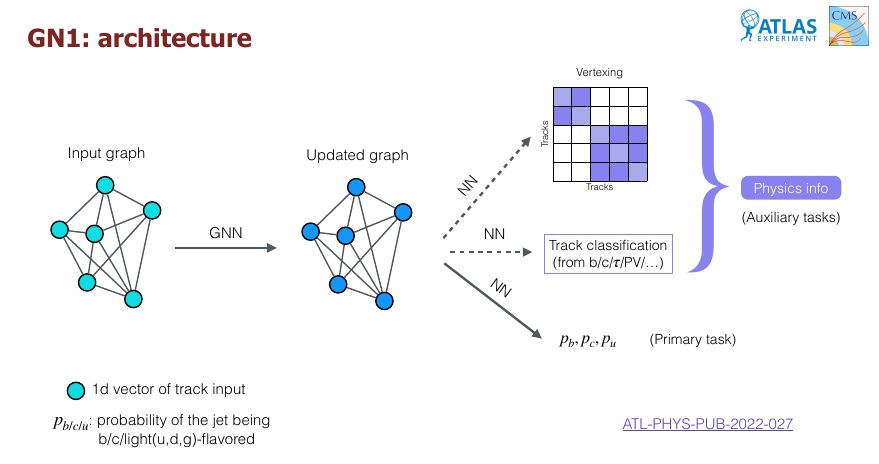 GN1: architecture
ATLAS
EXPERIMENT
CMS
Vertexing
Tracks
Tracks
Input graph
Updated graph
GNN
NN
NN
NN
Track classification
(from b/c/τ/PV/...)
Physics info
(Auxiliary tasks)
p_b, p_c, p_u (Primary task)
1d vector of track input
p_{b/c/u}: probability of the jet being
b/c/light(u,d,g)-flavored
ATL-PHYS-PUB-2022-027